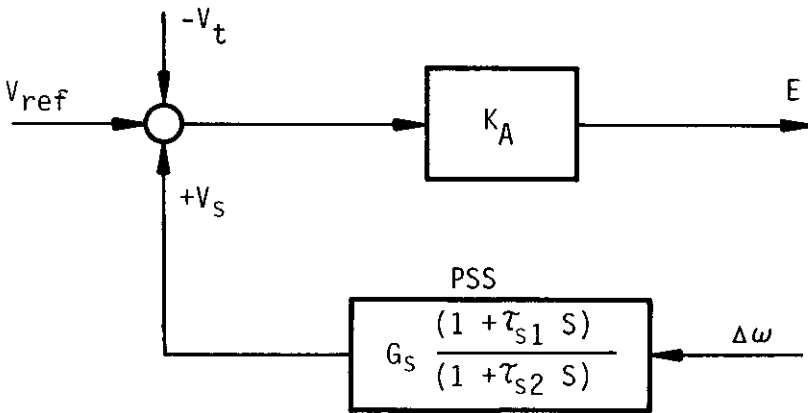 -V_t
V_ref
K_A
E
+V_s
PSS
G_s (1 + τ_s1 S) / (1 + τ_s2 S)
Δω